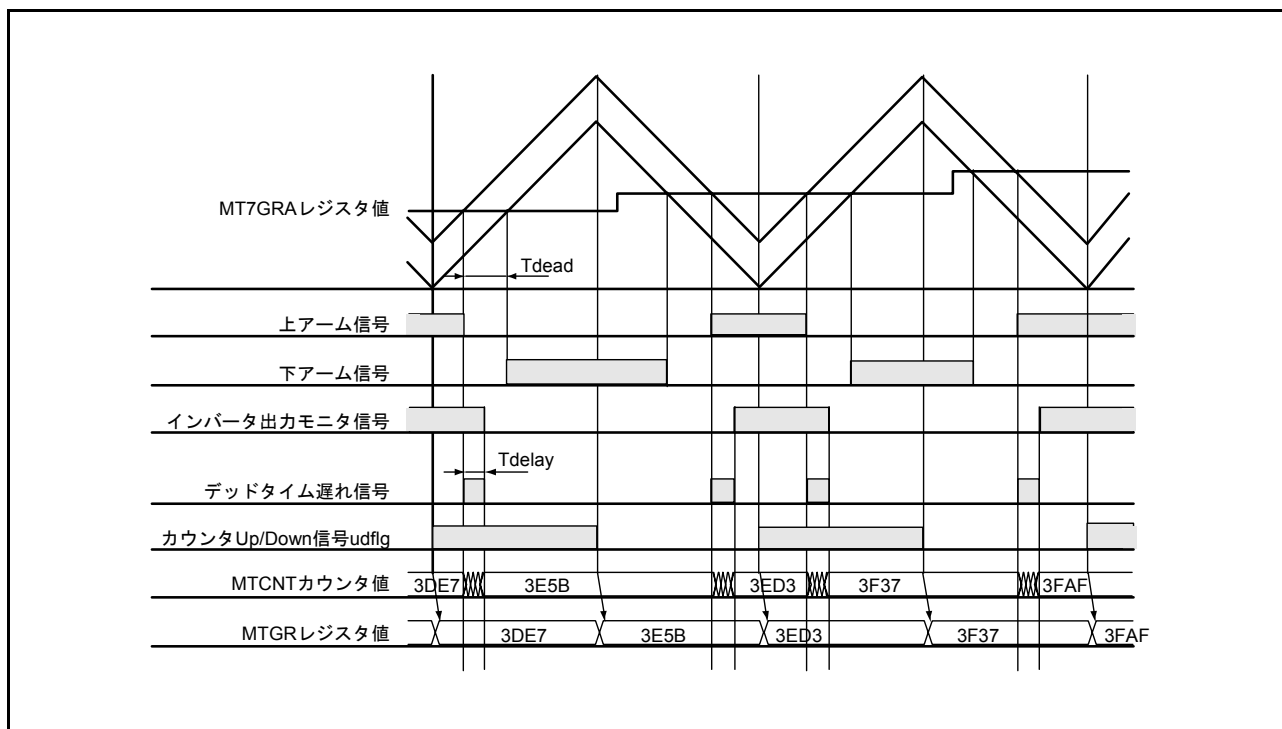 MT7GRAレジスタ値
Tdead
上アーム信号
下アーム信号
インバータ出力モニタ信号
Tdelay
デッドタイム遅れ信号
カウンタUp/Down信号udflg
MTCNTカウンタ値 3DE7 3E5B 3ED3 3F37 3FAF
MTGRレジスタ値 3DE7 3E5B 3ED3 3F37 3FAF